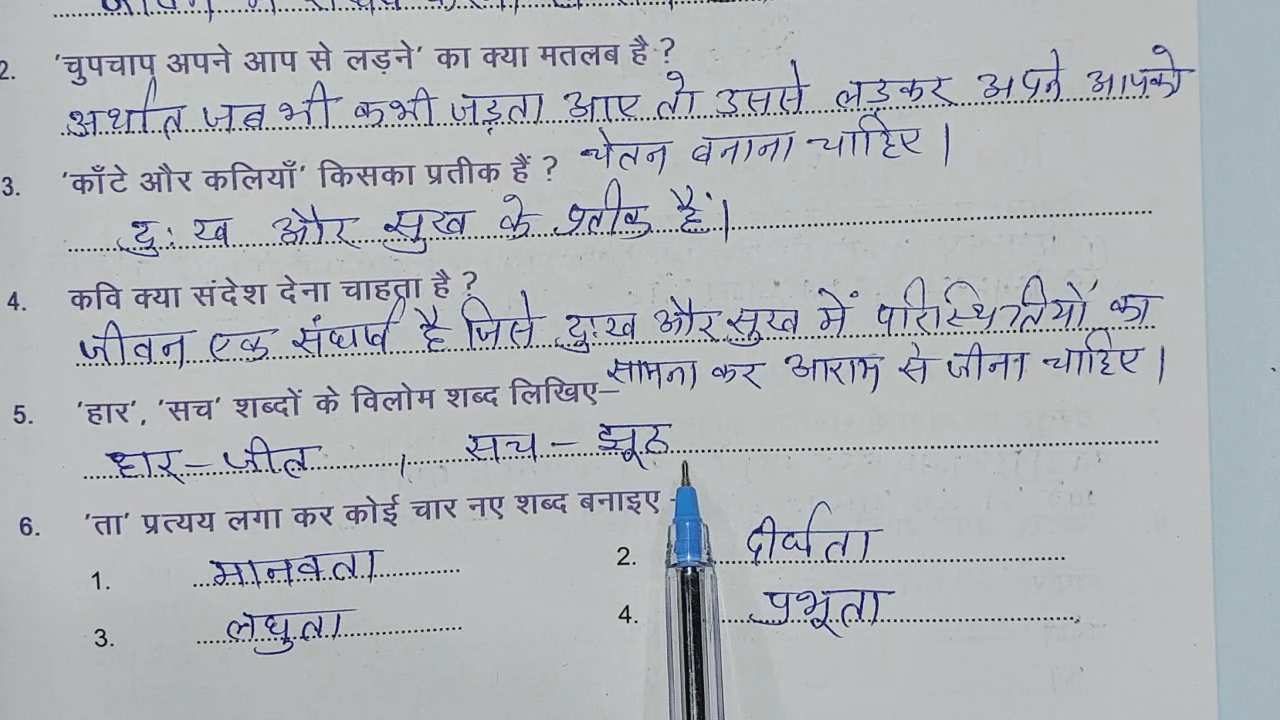 2. 'चुपचाप अपने आप से लड़ने' का क्या मतलब है ?
अर्थात जब भी कभी जड़ता आए तो उससे लड़कर अपने आपको
चेतन बनाना चाहिए।
3. 'काँटे और कलियाँ' किसका प्रतीक हैं ?
दुः ख और सुख के प्रतीक हैं।
4. कवि क्या संदेश देना चाहता है ?
जीवन एक संघर्ष है जिसे दुःख और सुख में परिस्थितियों का
सामना कर आराम से जीना चाहिए।
5. 'हार', 'सच' शब्दों के विलोम शब्द लिखिए–
हार – जीत , सच – झूठ
6. 'ता' प्रत्यय लगा कर कोई चार नए शब्द बनाइए -
1. मानवता 2. दीर्घता
3. लघुता 4. प्रभूता